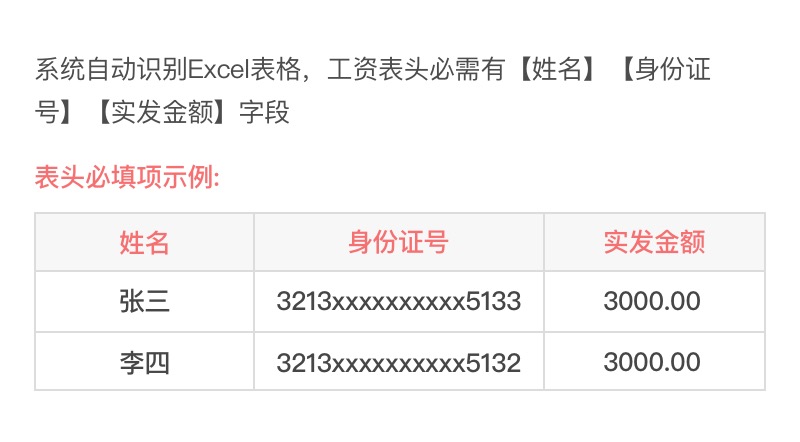 系统自动识别Excel表格，工资表头必需有【姓名】【身份证
号】【实发金额】字段
表头必填项示例:
姓名 身份证号 实发金额
张三 3213xxxxxxxxxx5133 3000.00
李四 3213xxxxxxxxxx5132 3000.00